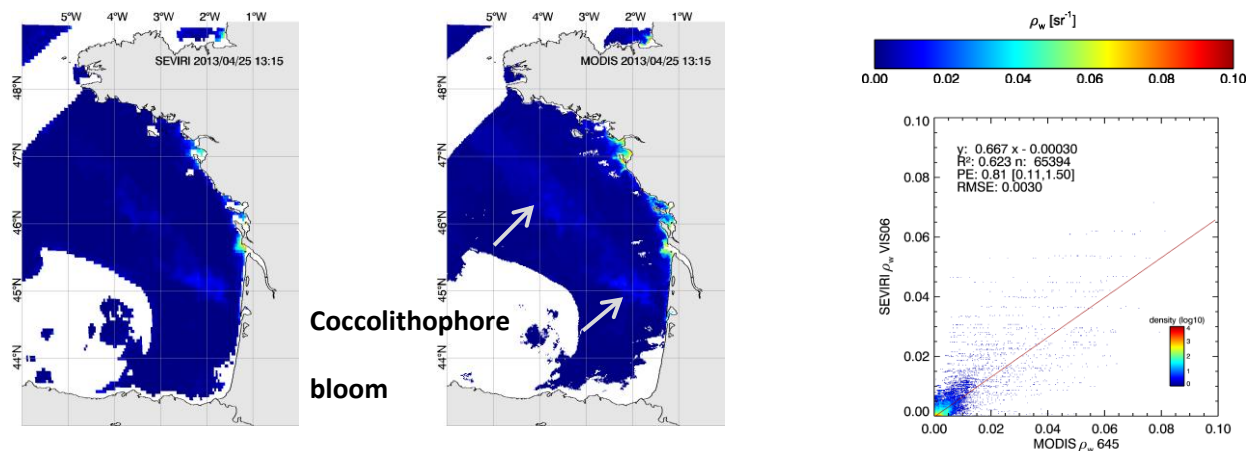 5°W 4°W 3°W 2°W 1°W
SEVIRI 2013/04/25 13:15
48°N
47°N
46°N
45°N
44°N
Coccolithophore
bloom
5°W 4°W 3°W 2°W 1°W
MODIS 2013/04/25 13:15
48°N
47°N
46°N
45°N
44°N
ρw [sr⁻¹]
0.00 0.02 0.04 0.06 0.08 0.10
0.10
0.08
0.06
0.04
0.02
0.00
SEVIRI ρw VIS06
y: 0.667 x - 0.00030
R²: 0.623 n: 65394
PE: 0.81 [0.11,1.50]
RMSE: 0.0030
density (log10)
4
3
2
1
0
0.00 0.02 0.04 0.06 0.08 0.10
MODIS ρw 645